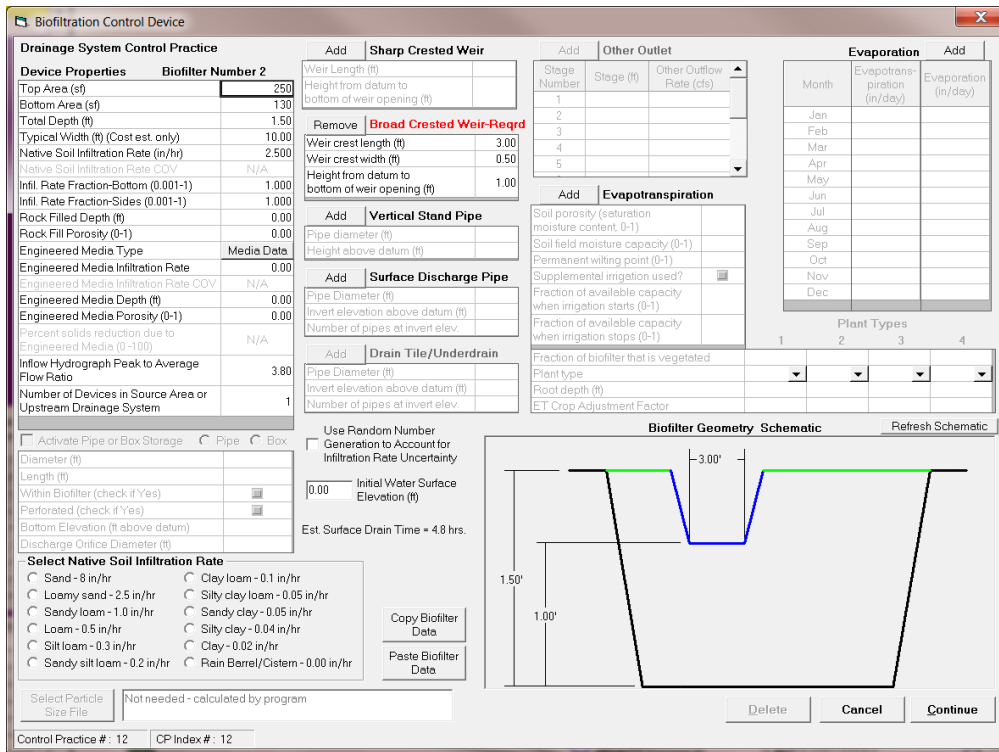 Biofiltration Control Device
Drainage System Control Practice
Device Properties Biofilter Number 2
Top Area (sf) 250
Bottom Area (sf) 130
Total Depth (ft) 1.50
Typical Width (ft) (Cost est. only) 10.00
Native Soil Infiltration Rate (in/hr) 2.500
Native Soil Infiltration Rate COV N/A
Infil. Rate Fraction-Bottom (0.001-1) 1.000
Infil. Rate Fraction-Sides (0.001-1) 1.000
Rock Filled Depth (ft) 0.00
Rock Fill Porosity (0-1) 0.00
Engineered Media Type Media Data
Engineered Media Infiltration Rate 0.00
Engineered Media Infiltration Rate COV N/A
Engineered Media Depth (ft) 0.00
Engineered Media Porosity (0-1) 0.00
Percent solids reduction due to
Engineered Media (0 -100) N/A
Inflow Hydrograph Peak to Average
Flow Ratio 3.80
Number of Devices in Source Area or
Upstream Drainage System 1
Activate Pipe or Box Storage Pipe Box
Diameter (ft)
Length (ft)
Within Biofilter (check if Yes)
Perforated (check if Yes)
Bottom Elevation (ft above datum)
Discharge Orifice Diameter (ft)
Select Native Soil Infiltration Rate
Sand - 8 in/hr
Loamy sand - 2.5 in/hr
Sandy loam - 1.0 in/hr
Loam - 0.5 in/hr
Silt loam - 0.3 in/hr
Sandy silt loam - 0.2 in/hr
Clay loam - 0.1 in/hr
Silty clay loam - 0.05 in/hr
Sandy clay - 0.05 in/hr
Silty clay - 0.04 in/hr
Clay - 0.02 in/hr
Rain Barrel/Cistern - 0.00 in/hr
Select Particle
Size File
Not needed - calculated by program
Control Practice # : 12 CP Index # : 12
Add Sharp Crested Weir
Weir Length (ft)
Height from datum to
bottom of weir opening (ft)
Remove Broad Crested Weir-Reqrd
Weir crest length (ft) 3.00
Weir crest width (ft) 0.50
Height from datum to
bottom of weir opening (ft) 1.00
Add Vertical Stand Pipe
Pipe diameter (ft)
Height above datum (ft)
Add Surface Discharge Pipe
Pipe Diameter (ft)
Invert elevation above datum (ft)
Number of pipes at invert elev.
Add Drain Tile/Underdrain
Pipe Diameter (ft)
Invert elevation above datum (ft)
Number of pipes at invert elev.
Use Random Number
Generation to Account for
Infiltration Rate Uncertainty
0.00 Initial Water Surface
Elevation (ft)
Est. Surface Drain Time = 4.8 hrs.
Copy Biofilter
Data
Paste Biofilter
Data
Add Other Outlet
Stage
Number
Stage (ft)
Other Outflow
Rate (cfs)
1
2
3
4
5
Add Evapotranspiration
Soil porosity (saturation
moisture content, 0-1)
Soil field moisture capacity (0-1)
Permanent wilting point (0-1)
Supplemental irrigation used?
Fraction of available capacity
when irrigation starts (0-1)
Fraction of available capacity
when irrigation stops (0-1)
Fraction of biofilter that is vegetated
Plant type
Root depth (ft)
ET Crop Adjustment Factor
Evaporation Add
Month
Evapotrans-
piration
(in/day)
Evaporation
(in/day)
Jan
Feb
Mar
Apr
May
Jun
Jul
Aug
Sep
Oct
Nov
Dec
Plant Types
1 2 3 4
Biofilter Geometry Schematic Refresh Schematic
3.00'
1.50'
1.00'
Delete Cancel Continue